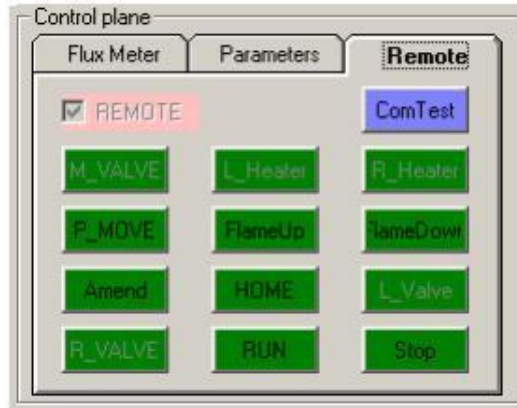 Control plane
Flux Meter Parameters Remote
REMOTE ComTest
M_VALVE L_Heater R_Heater
P_MOVE FlameUp FlameDown
Amend HOME L_Valve
R_VALVE RUN Stop